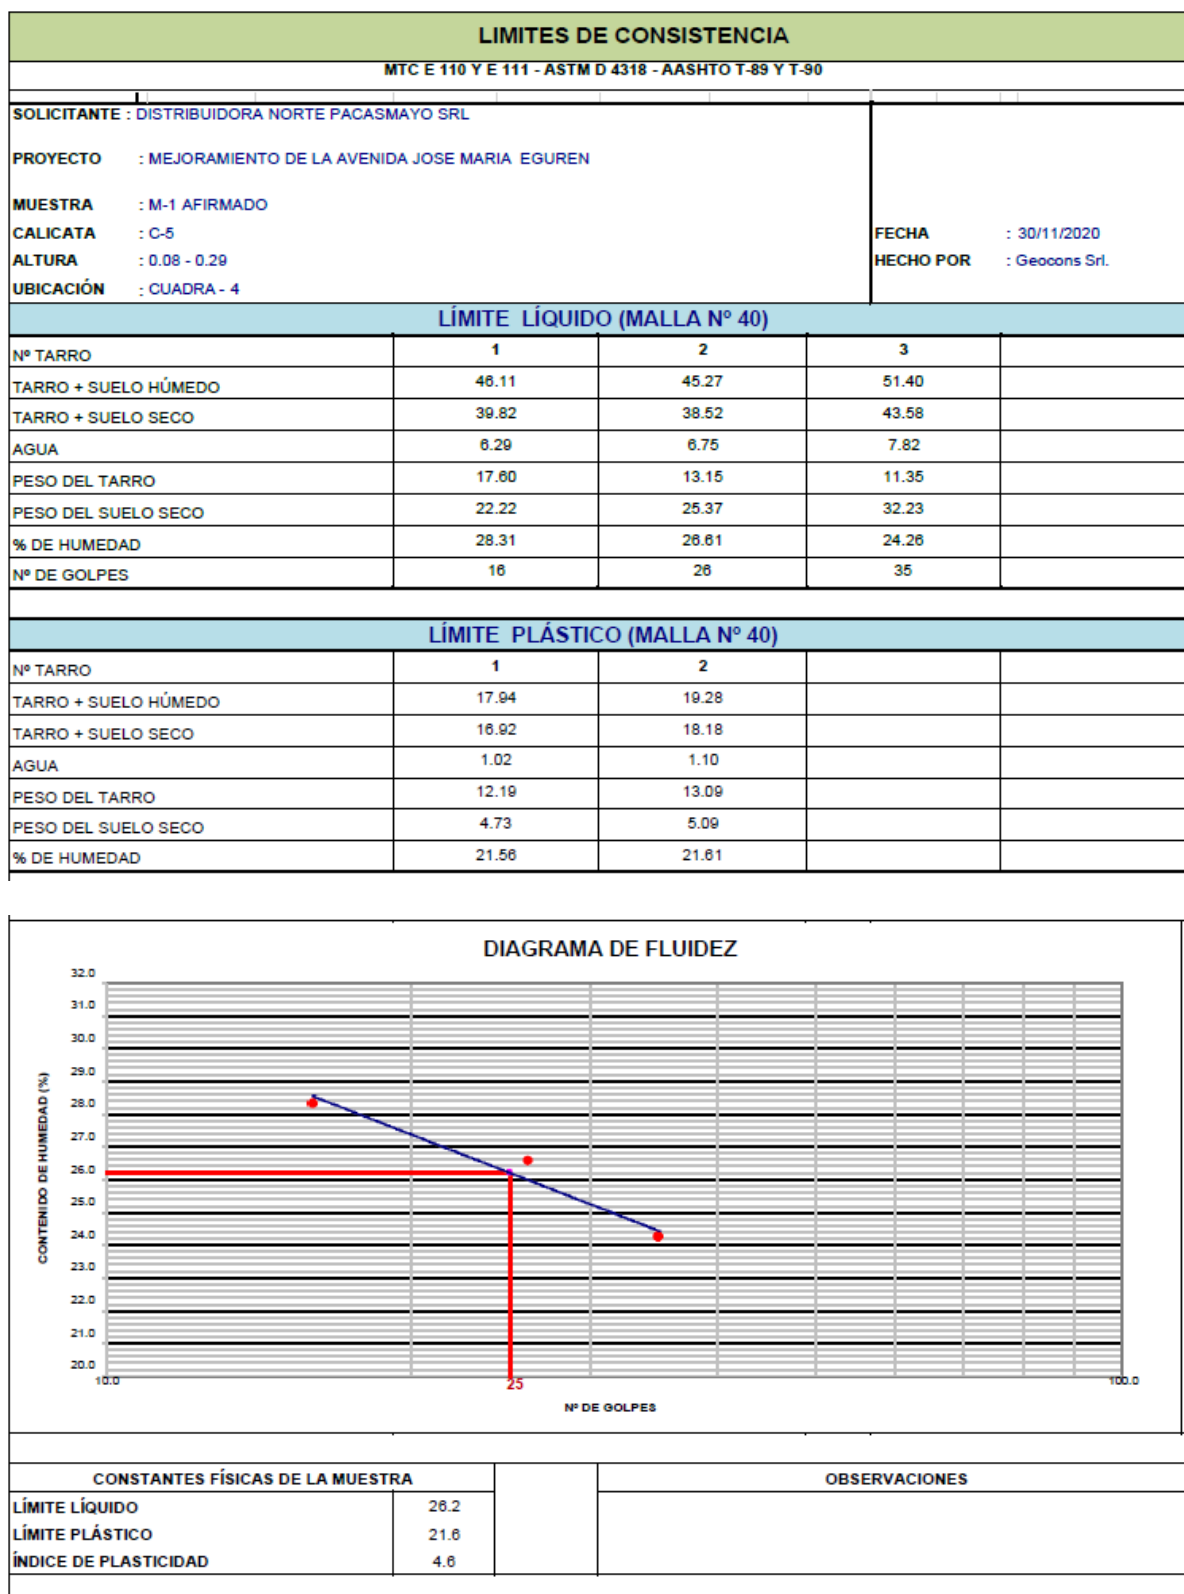 LIMITES DE CONSISTENCIA
MTC E 110 Y E 111 - ASTM D 4318 - AASHTO T-89 Y T-90
SOLICITANTE : DISTRIBUIDORA NORTE PACASMAYO SRL
PROYECTO : MEJORAMIENTO DE LA AVENIDA JOSE MARIA EGUREN
MUESTRA : M-1 AFIRMADO
CALICATA : C-5 FECHA : 30/11/2020
ALTURA : 0.08 - 0.29 HECHO POR : Geocons Srl.
UBICACIÓN : CUADRA - 4
LÍMITE LÍQUIDO (MALLA Nº 40)
Nº TARRO 1 2 3
TARRO + SUELO HÚMEDO 46.11 45.27 51.40
TARRO + SUELO SECO 39.82 38.52 43.58
AGUA 6.29 6.75 7.82
PESO DEL TARRO 17.60 13.15 11.35
PESO DEL SUELO SECO 22.22 25.37 32.23
% DE HUMEDAD 28.31 26.61 24.26
Nº DE GOLPES 16 26 35
LÍMITE PLÁSTICO (MALLA Nº 40)
Nº TARRO 1 2
TARRO + SUELO HÚMEDO 17.94 19.28
TARRO + SUELO SECO 16.92 18.18
AGUA 1.02 1.10
PESO DEL TARRO 12.19 13.09
PESO DEL SUELO SECO 4.73 5.09
% DE HUMEDAD 21.56 21.61
DIAGRAMA DE FLUIDEZ
CONTENIDO DE HUMEDAD (%)
32.0
31.0
30.0
29.0
28.0
27.0
26.0
25.0
24.0
23.0
22.0
21.0
20.0
10.0 25 100.0
Nº DE GOLPES
CONSTANTES FÍSICAS DE LA MUESTRA OBSERVACIONES
LÍMITE LÍQUIDO 26.2
LÍMITE PLÁSTICO 21.6
ÍNDICE DE PLASTICIDAD 4.6